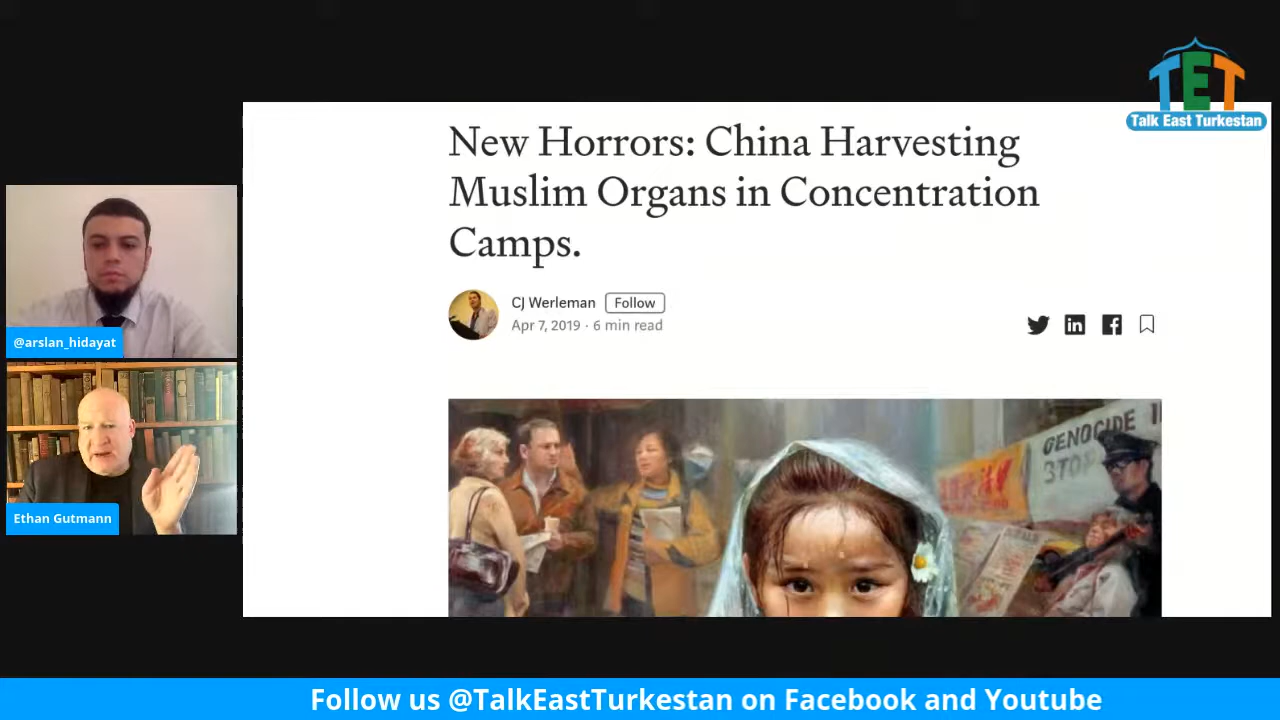 TET
Talk East Turkestan
New Horrors: China Harvesting
Muslim Organs in Concentration
Camps.
CJ Werleman Follow
Apr 7, 2019 · 6 min read
@arslan_hidayat
Ethan Gutmann
GENOCIDE
STOP
Follow us @TalkEastTurkestan on Facebook and Youtube